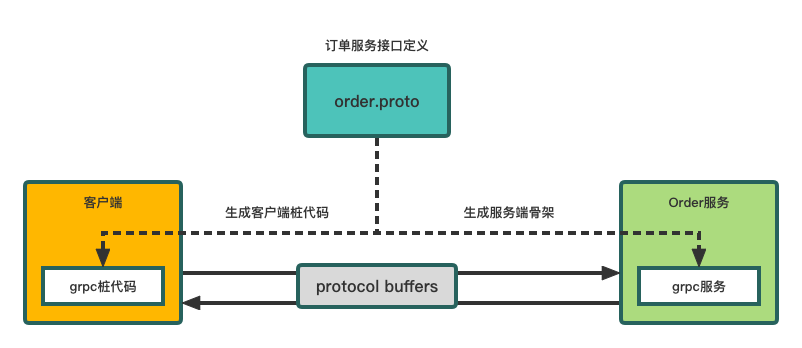 订单服务接口定义
order.proto
客户端
Order服务
生成客户端桩代码
生成服务端骨架
grpc桩代码
protocol buffers
grpc服务